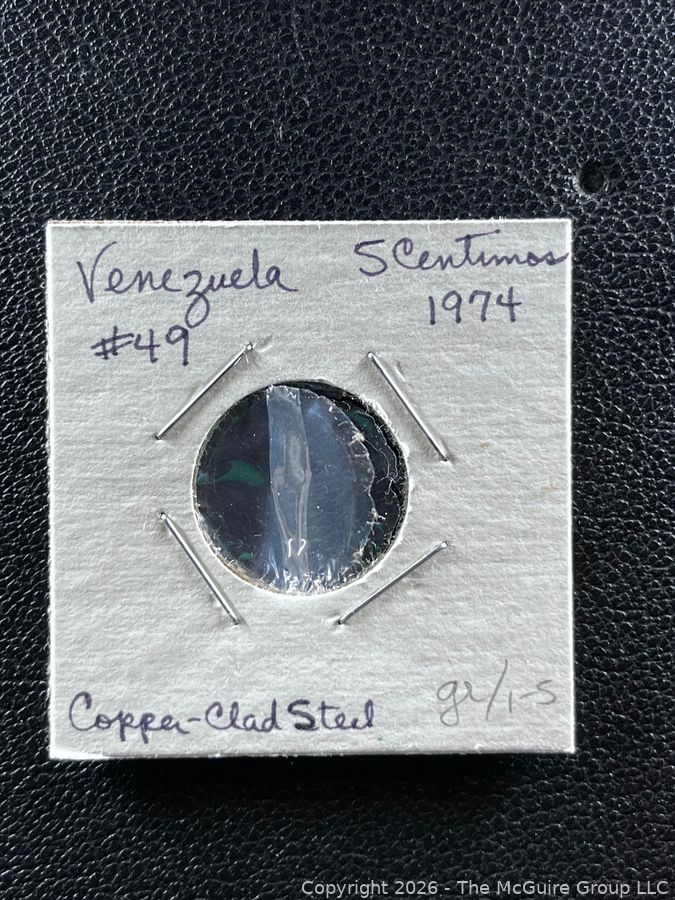 Venezuela 5 Centimos
#49 1974
Copper-Clad Steel
Copyright 2026 - The McGuire Group LLC